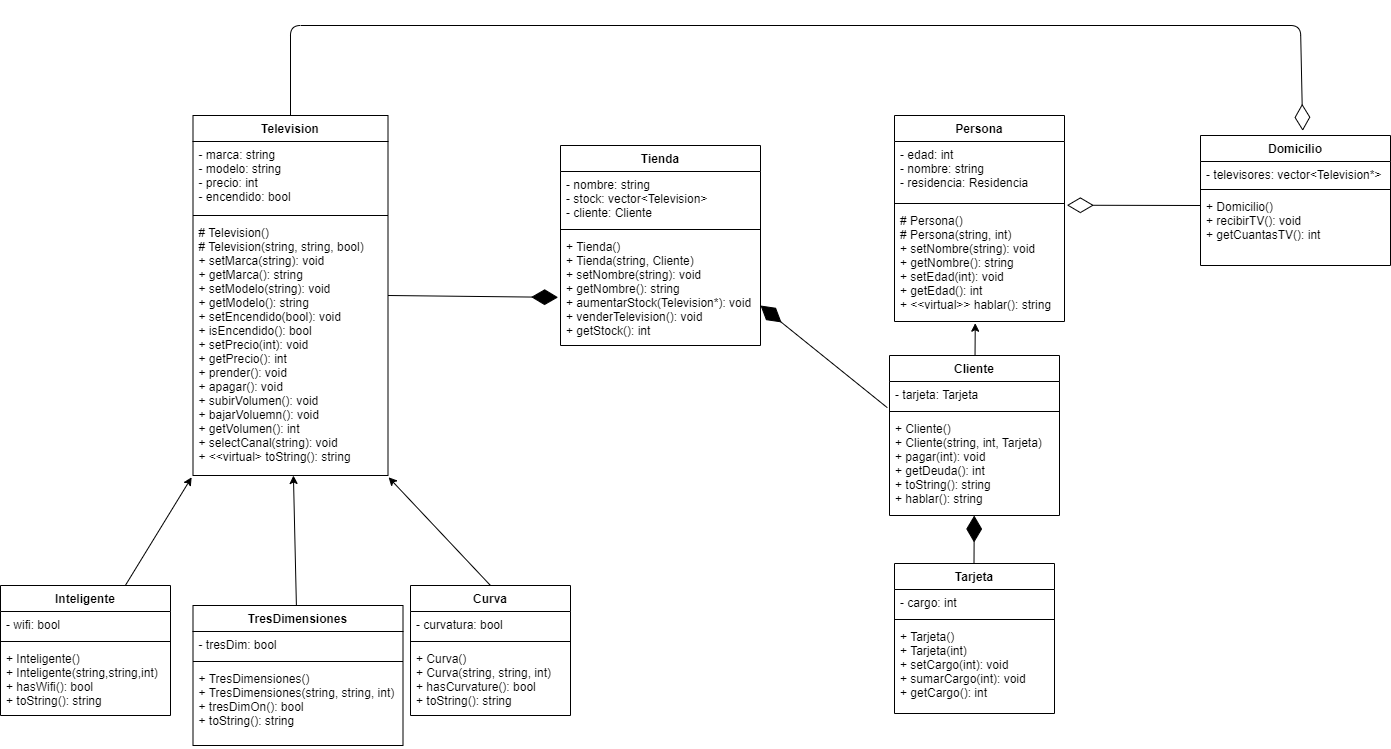 Television
- marca: string
- modelo: string
- precio: int
- encendido: bool
# Television()
# Television(string, string, bool)
+ setMarca(string): void
+ getMarca(): string
+ setModelo(string): void
+ getModelo(): string
+ setEncendido(bool): void
+ isEncendido(): bool
+ setPrecio(int): void
+ getPrecio(): int
+ prender(): void
+ apagar(): void
+ subirVolumen(): void
+ bajarVoluemn(): void
+ getVolumen(): int
+ selectCanal(string): void
+ <<virtual> toString(): string
Tienda
- nombre: string
- stock: vector<Television>
- cliente: Cliente
+ Tienda()
+ Tienda(string, Cliente)
+ setNombre(string): void
+ getNombre(): string
+ aumentarStock(Television*): void
+ venderTelevision(): void
+ getStock(): int
Persona
- edad: int
- nombre: string
- residencia: Residencia
# Persona()
# Persona(string, int)
+ setNombre(string): void
+ getNombre(): string
+ setEdad(int): void
+ getEdad(): int
+ <<virtual>> hablar(): string
Domicilio
- televisores: vector<Television*>
+ Domicilio()
+ recibirTV(): void
+ getCuantasTV(): int
Cliente
- tarjeta: Tarjeta
+ Cliente()
+ Cliente(string, int, Tarjeta)
+ pagar(int): void
+ getDeuda(): int
+ toString(): string
+ hablar(): string
Tarjeta
- cargo: int
+ Tarjeta()
+ Tarjeta(int)
+ setCargo(int): void
+ sumarCargo(int): void
+ getCargo(): int
Inteligente
- wifi: bool
+ Inteligente()
+ Inteligente(string,string,int)
+ hasWifi(): bool
+ toString(): string
TresDimensiones
- tresDim: bool
+ TresDimensiones()
+ TresDimensiones(string, string, int)
+ tresDimOn(): bool
+ toString(): string
Curva
- curvatura: bool
+ Curva()
+ Curva(string, string, int)
+ hasCurvature(): bool
+ toString(): string